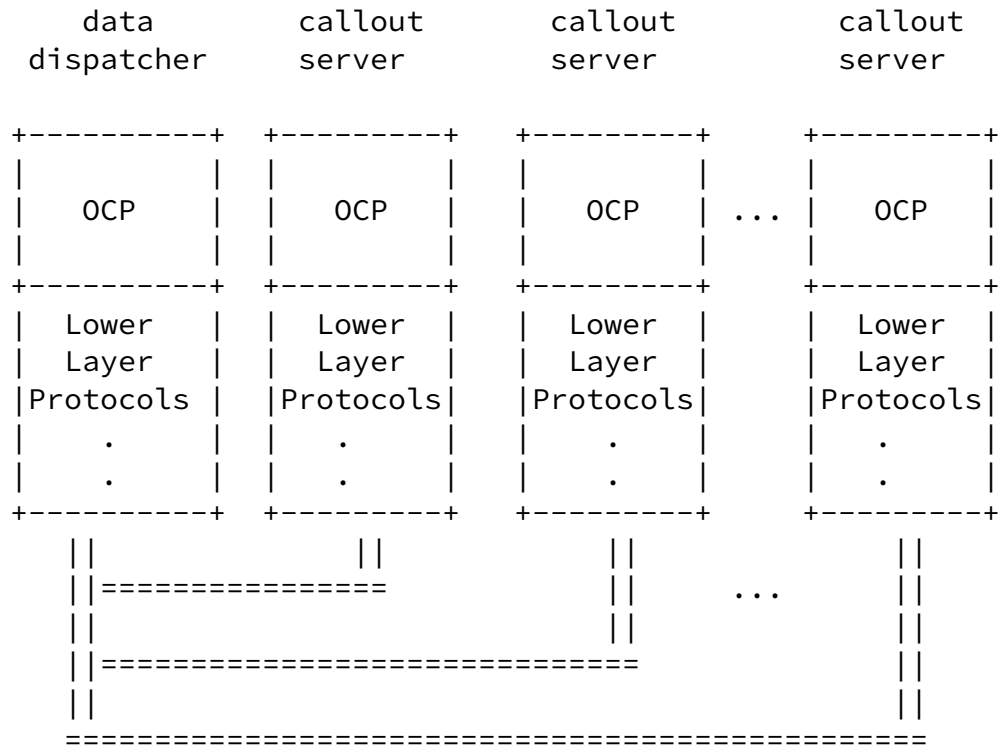 data callout callout callout
dispatcher server server server
OCP OCP OCP ... OCP
Lower Lower Lower Lower
Layer Layer Layer Layer
Protocols Protocols Protocols Protocols
. . . .
. . . .
...